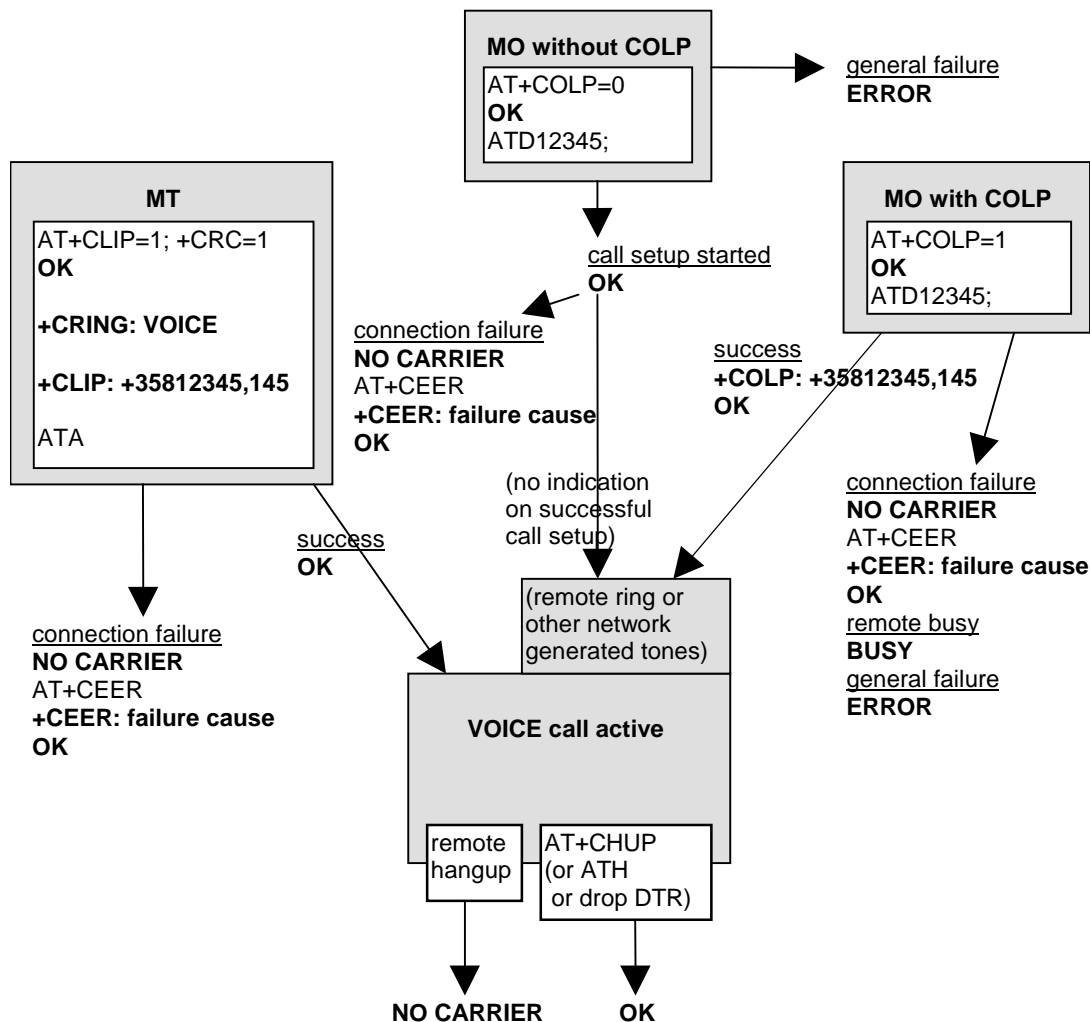 MO without COLP
AT+COLP=0
OK
ATD12345;
general failure
ERROR
MT
AT+CLIP=1; +CRC=1
OK
+CRING: VOICE
+CLIP: +35812345,145
ATA
MO with COLP
AT+COLP=1
OK
ATD12345;
call setup started
OK
connection failure
NO CARRIER
AT+CEER
+CEER: failure cause
OK
success
+COLP: +35812345,145
OK
(no indication
on successful
call setup)
success
OK
connection failure
NO CARRIER
AT+CEER
+CEER: failure cause
OK
remote busy
BUSY
general failure
ERROR
connection failure
NO CARRIER
AT+CEER
+CEER: failure cause
OK
(remote ring or
other network
generated tones)
VOICE call active
remote
hangup
AT+CHUP
(or ATH
or drop DTR)
NO CARRIER
OK